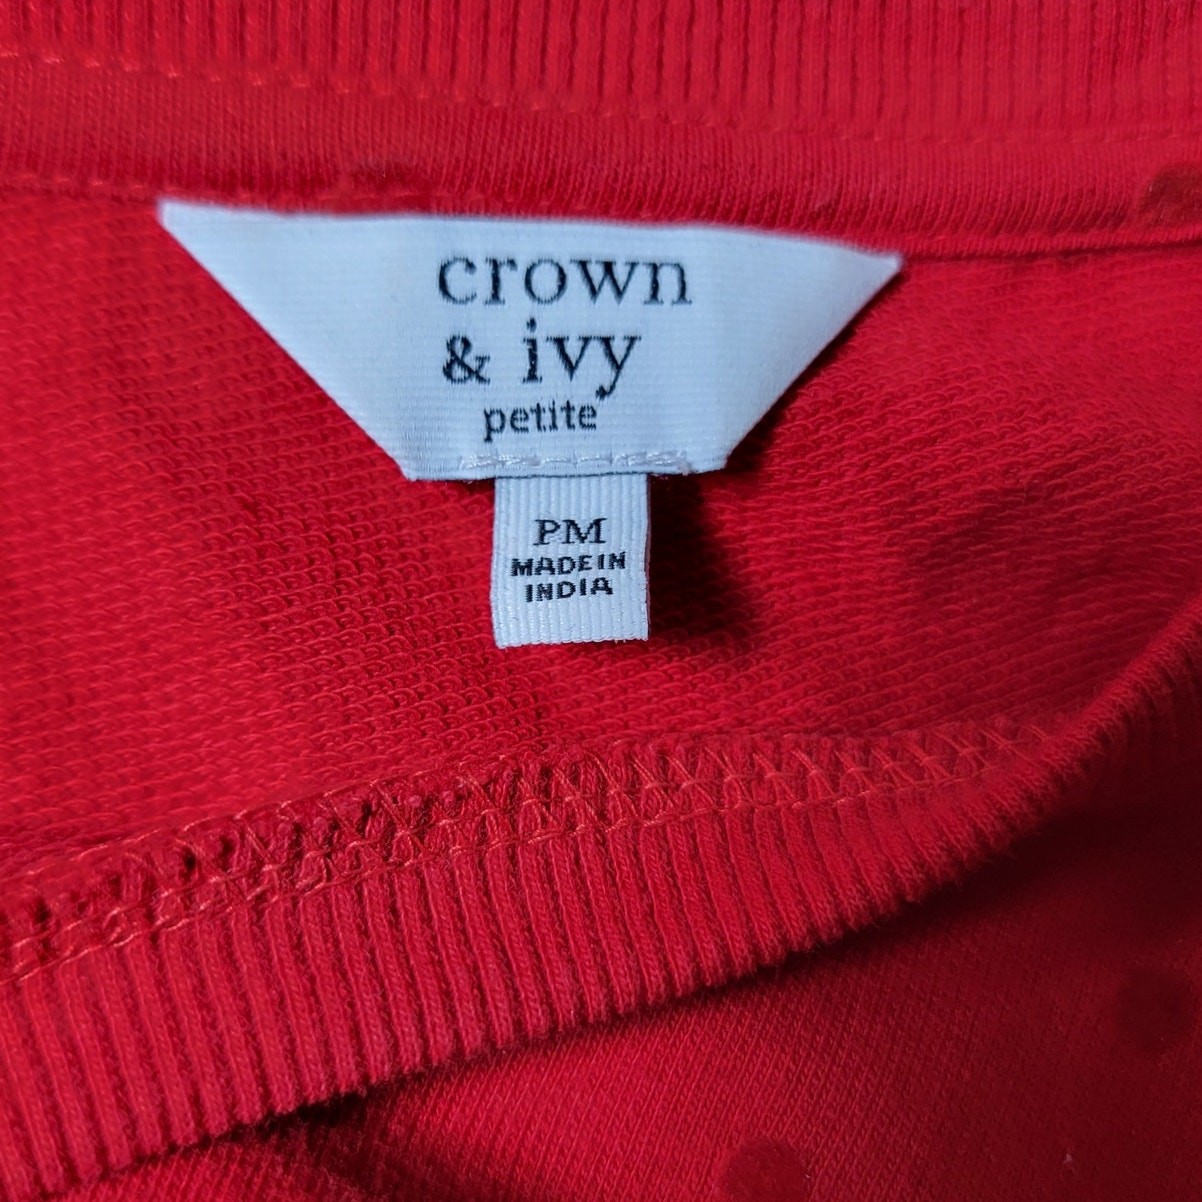 crown
& ivy
petite
PM
MADE IN
INDIA